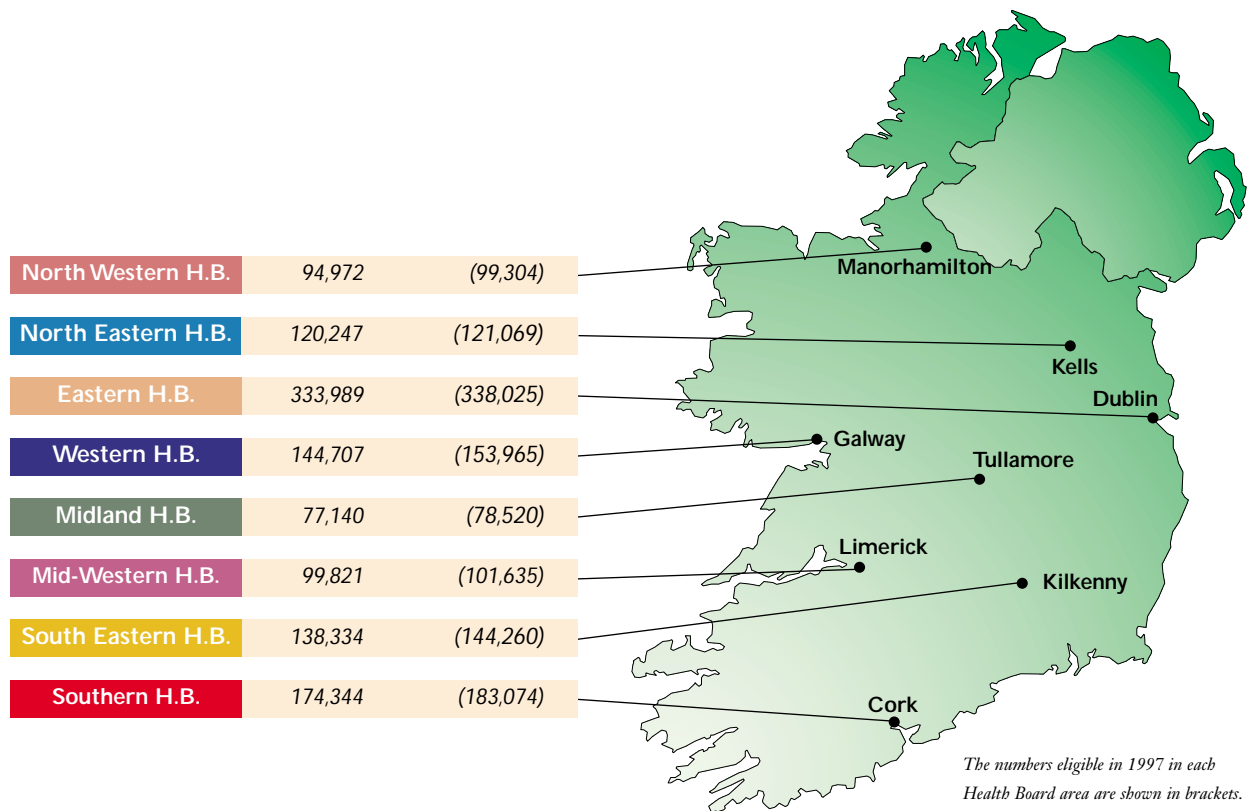 North Western H.B. 94,972 (99,304)
North Eastern H.B. 120,247 (121,069)
Eastern H.B. 333,989 (338,025)
Western H.B. 144,707 (153,965)
Midland H.B. 77,140 (78,520)
Mid-Western H.B. 99,821 (101,635)
South Eastern H.B. 138,334 (144,260)
Southern H.B. 174,344 (183,074)
Manorhamilton
Kells
Dublin
Galway
Tullamore
Limerick
Kilkenny
Cork
The numbers eligible in 1997 in each
Health Board area are shown in brackets.